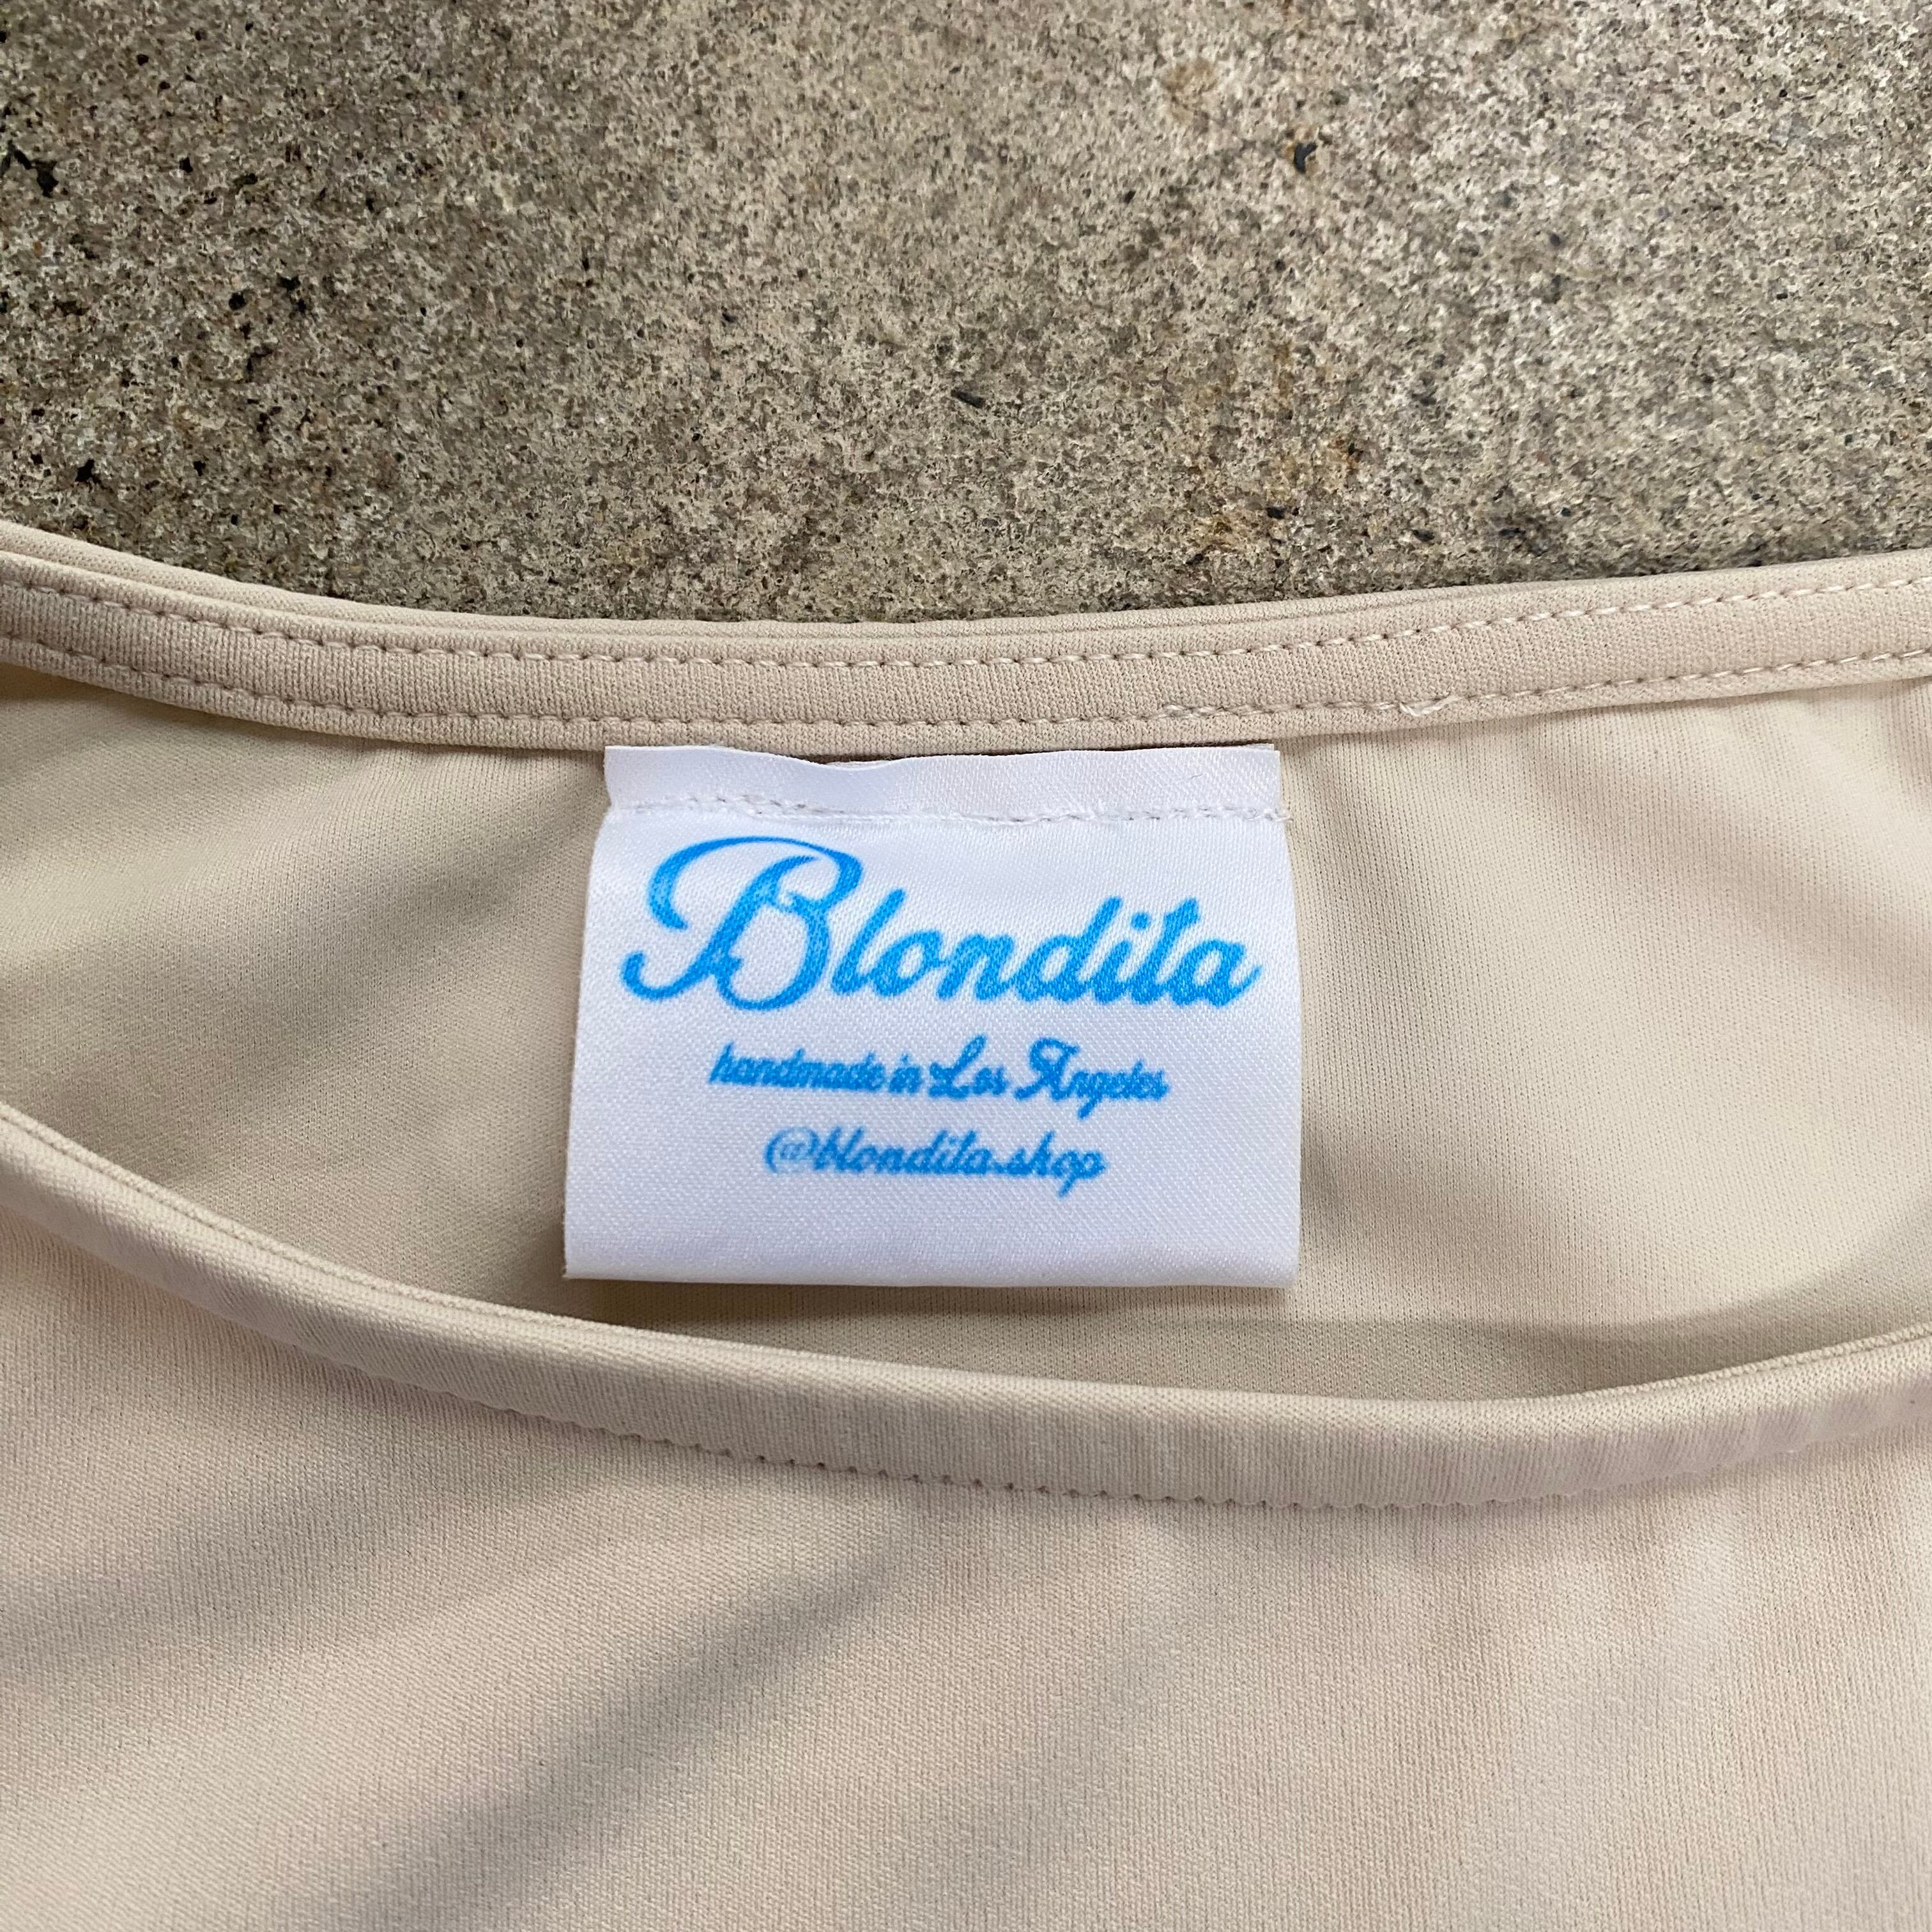 Blondita
handmade in Los Angeles
@blondita.shop